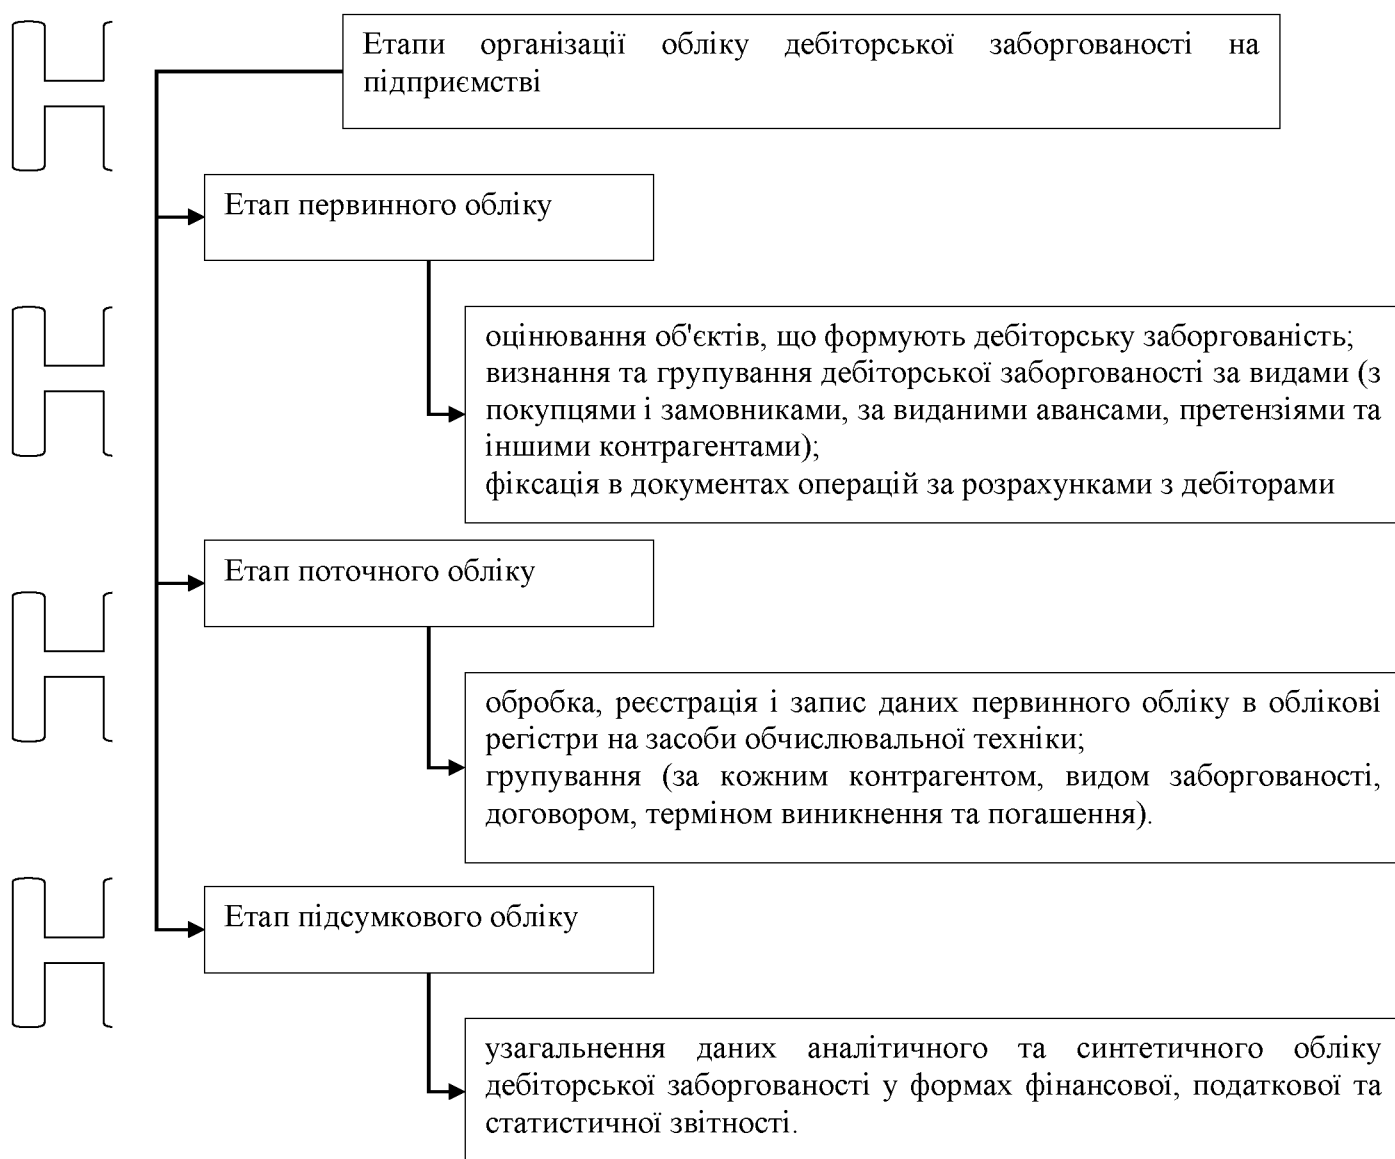 Етапи організації обліку дебіторської заборгованості на
підприємстві
Етап первинного обліку
оцінювання об'єктів, що формують дебіторську заборгованість;
визнання та групування дебіторської заборгованості за видами (з
покупцями і замовниками, за виданими авансами, претензіями та
іншими контрагентами);
фіксація в документах операцій за розрахунками з дебіторами
Етап поточного обліку
обробка, реєстрація і запис даних первинного обліку в облікові
регістри на засоби обчислювальної техніки;
групування (за кожним контрагентом, видом заборгованості,
договором, терміном виникнення та погашення).
Етап підсумкового обліку
узагальнення даних аналітичного та синтетичного обліку
дебіторської заборгованості у формах фінансової, податкової та
статистичної звітності.